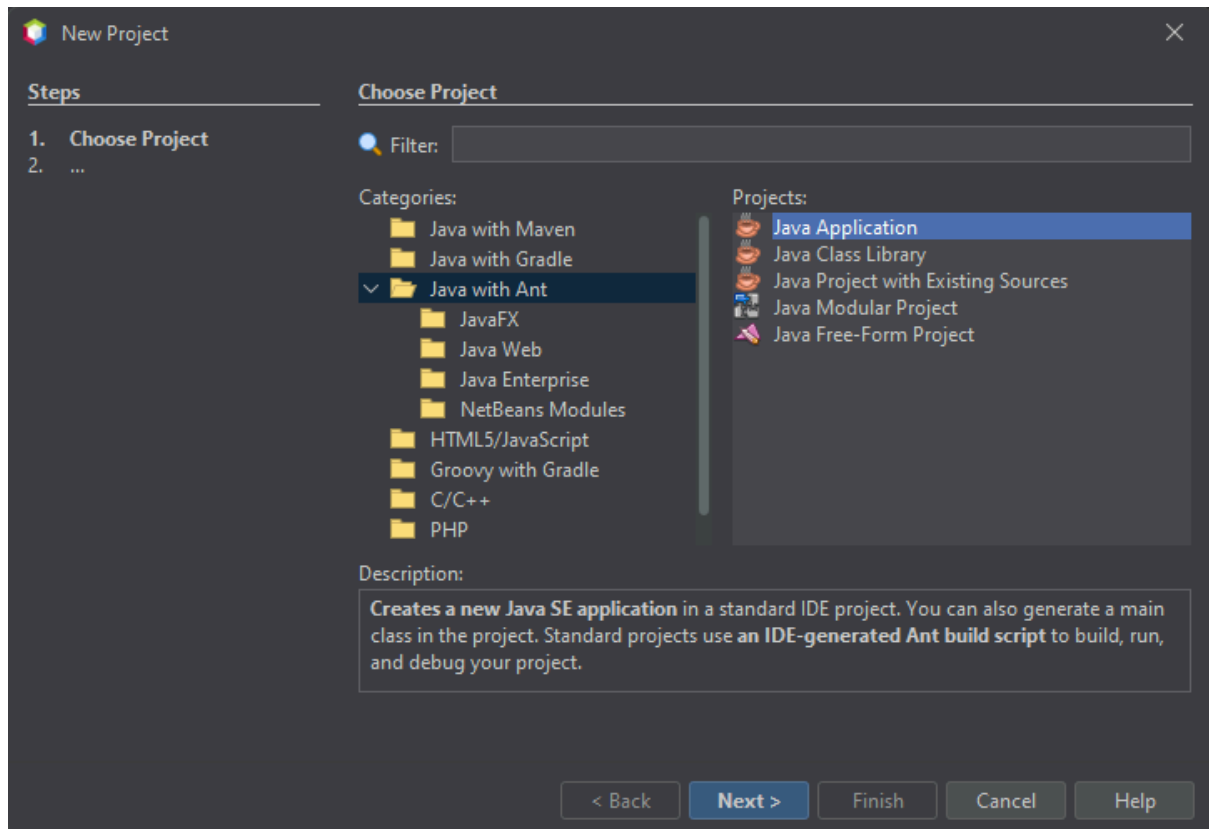 New Project
Steps
1. Choose Project
2. ...
Choose Project
Filter:
Categories:
Java with Maven
Java with Gradle
Java with Ant
JavaFX
Java Web
Java Enterprise
NetBeans Modules
HTML5/JavaScript
Groovy with Gradle
C/C++
PHP
Projects:
Java Application
Java Class Library
Java Project with Existing Sources
Java Modular Project
Java Free-Form Project
Description:
Creates a new Java SE application in a standard IDE project. You can also generate a main
class in the project. Standard projects use an IDE-generated Ant build script to build, run,
and debug your project.
< Back
Next >
Finish
Cancel
Help